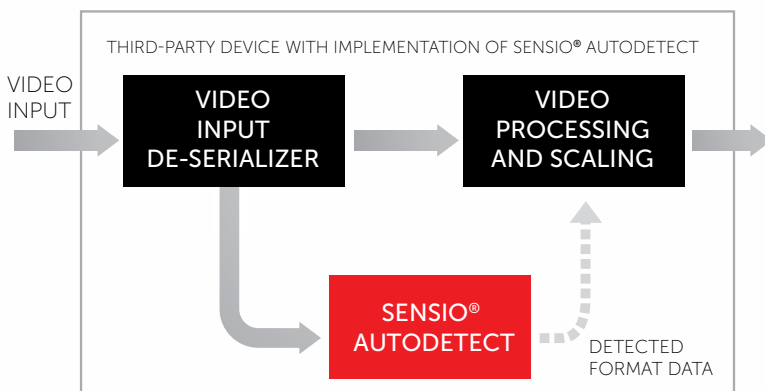 THIRD-PARTY DEVICE WITH IMPLEMENTATION OF SENSIO® AUTODETECT
VIDEO
INPUT
VIDEO
INPUT
DE-SERIALIZER
VIDEO
PROCESSING
AND SCALING
SENSIO®
AUTODETECT
DETECTED
FORMAT DATA